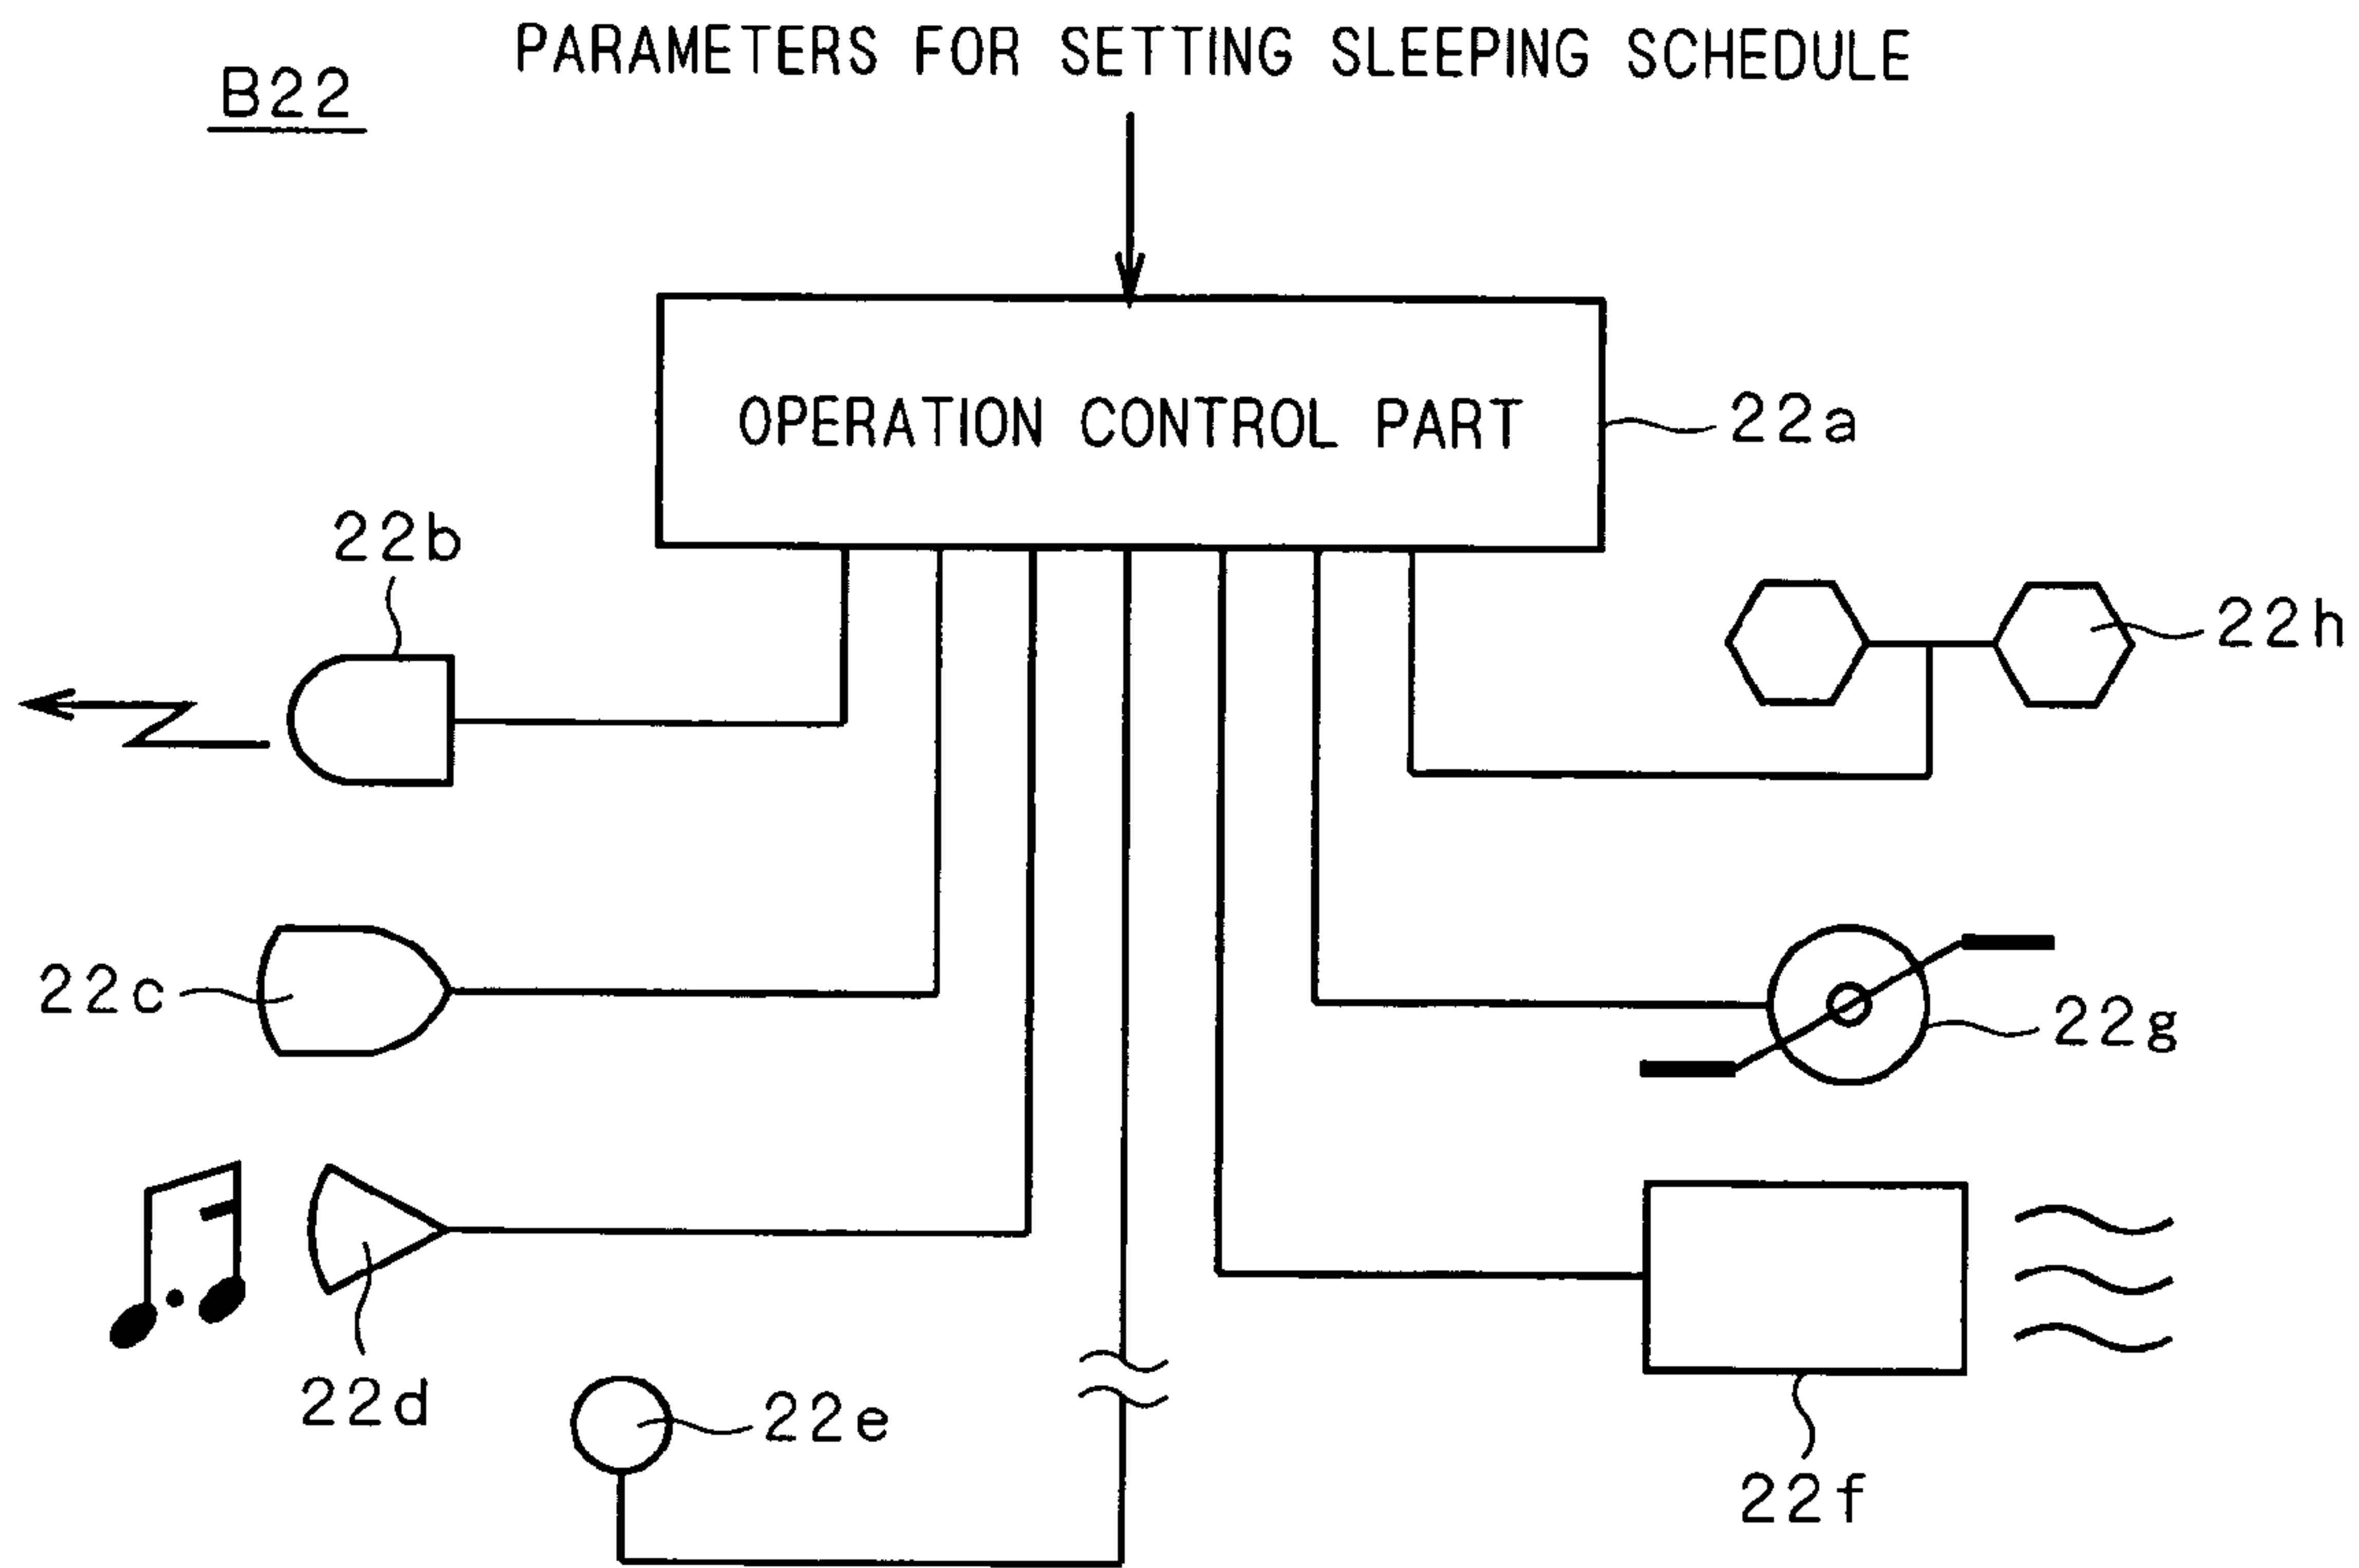 PARAMETERS FOR SETTING SLEEPING SCHEDULE
B22
OPERATION CONTROL PART
22a
22b
22h
22c
22g
22d
22e
22f